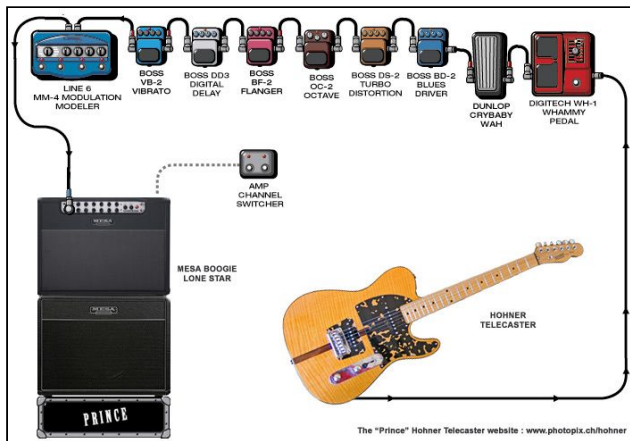 LINE 6
MM-4 MODULATION
MODELER
BOSS
VB-2
VIBRATO
BOSS DD3
DIGITAL
DELAY
BOSS
BF-2
FLANGER
BOSS
OC-2
OCTAVE
BOSS
DS-2
TURBO
DISTORTION
BOSS BD-2
BLUES
DRIVER
DUNLOP
CRYBABY
WAH
DIGITECH WH-1
WHAMMY
PEDAL
AMP
CHANNEL
SWITCHER
MESA BOOGIE
LONE STAR
HOHNER
TELECASTER
MESA
PRINCE
The "Prince" Hohner Telecaster website : www.photopix.ch/hohner